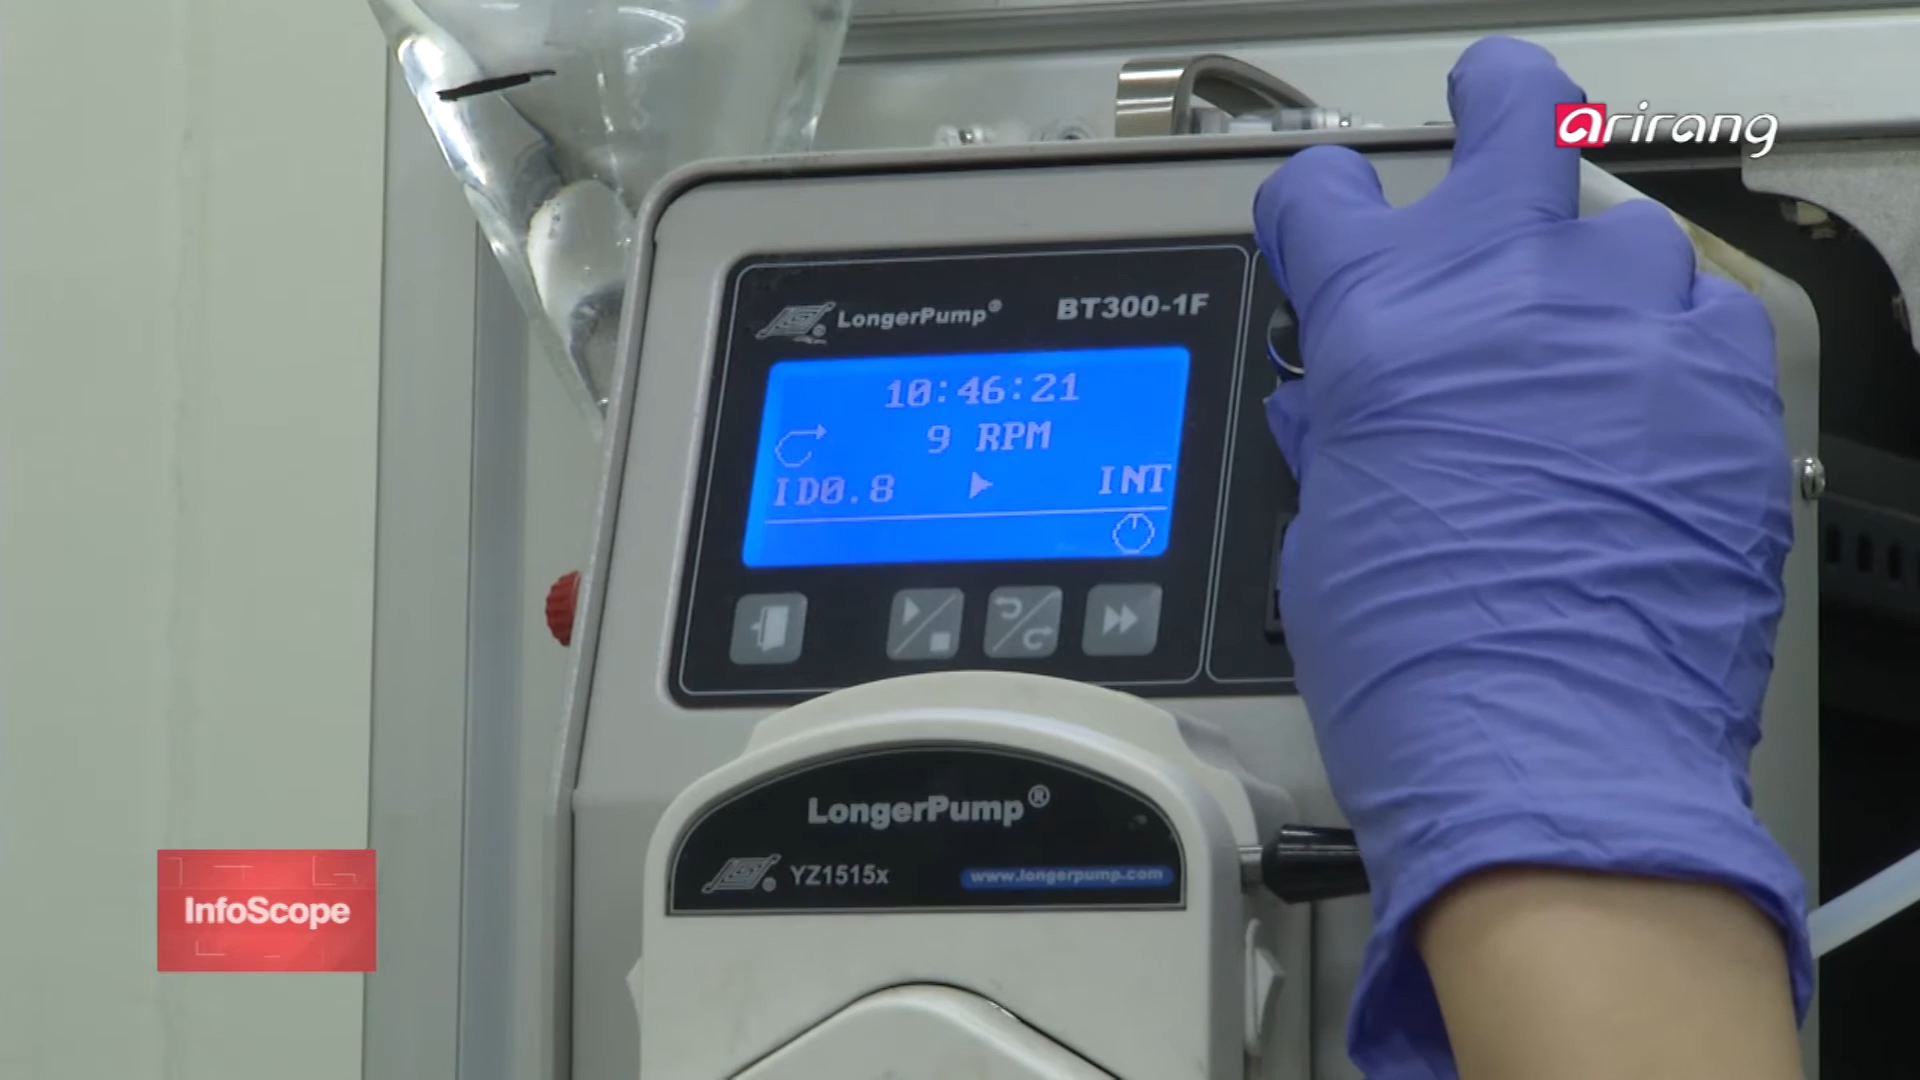 arirang
LongerPump® BT300-1F
10:46:21
9 RPM
ID0.8 INT
LongerPump®
YZ1515x www.longerpump.com
InfoScope